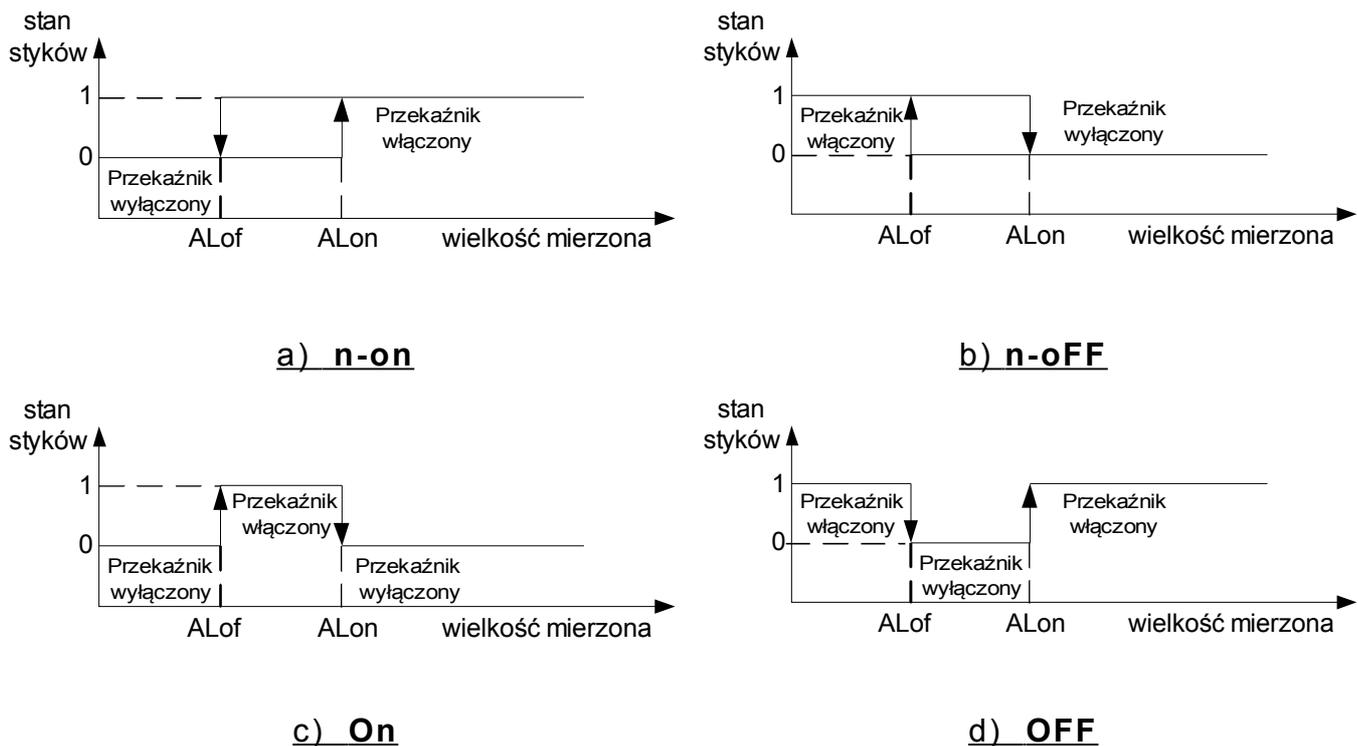 stan
styków
1
Przekaźnik
włączony
0
Przekaźnik
wyłączony
ALof
ALon
wielkość mierzona
a) n-on
stan
styków
1
Przekaźnik
włączony
Przekaźnik
wyłączony
0
ALof
ALon
wielkość mierzona
b) n-oFF
stan
styków
1
Przekaźnik
włączony
0
Przekaźnik
wyłączony
Przekaźnik
wyłączony
ALof
ALon
wielkość mierzona
c) On
stan
styków
1
Przekaźnik
włączony
Przekaźnik
włączony
0
Przekaźnik
wyłączony
ALof
ALon
wielkość mierzona
d) OFF